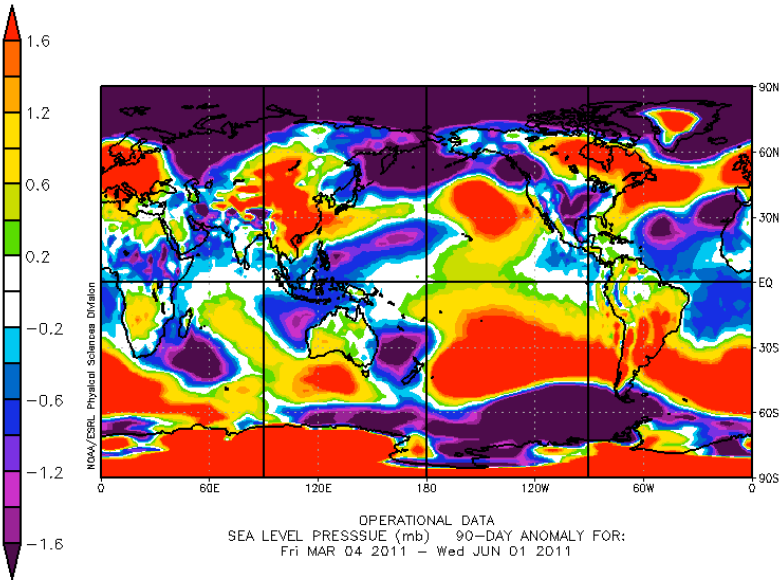 1.6
1.2
0.6
0.2
−0.2
−0.6
−1.2
−1.6
90N
60N
30N
EQ
30S
60S
90S
0
60E
120E
180
120W
60W
0
NOAA/ESRL Physical Sciences Division
OPERATIONAL DATA
SEA LEVEL PRESSSUE (mb) 90−DAY ANOMALY FOR:
Fri MAR 04 2011 − Wed JUN 01 2011